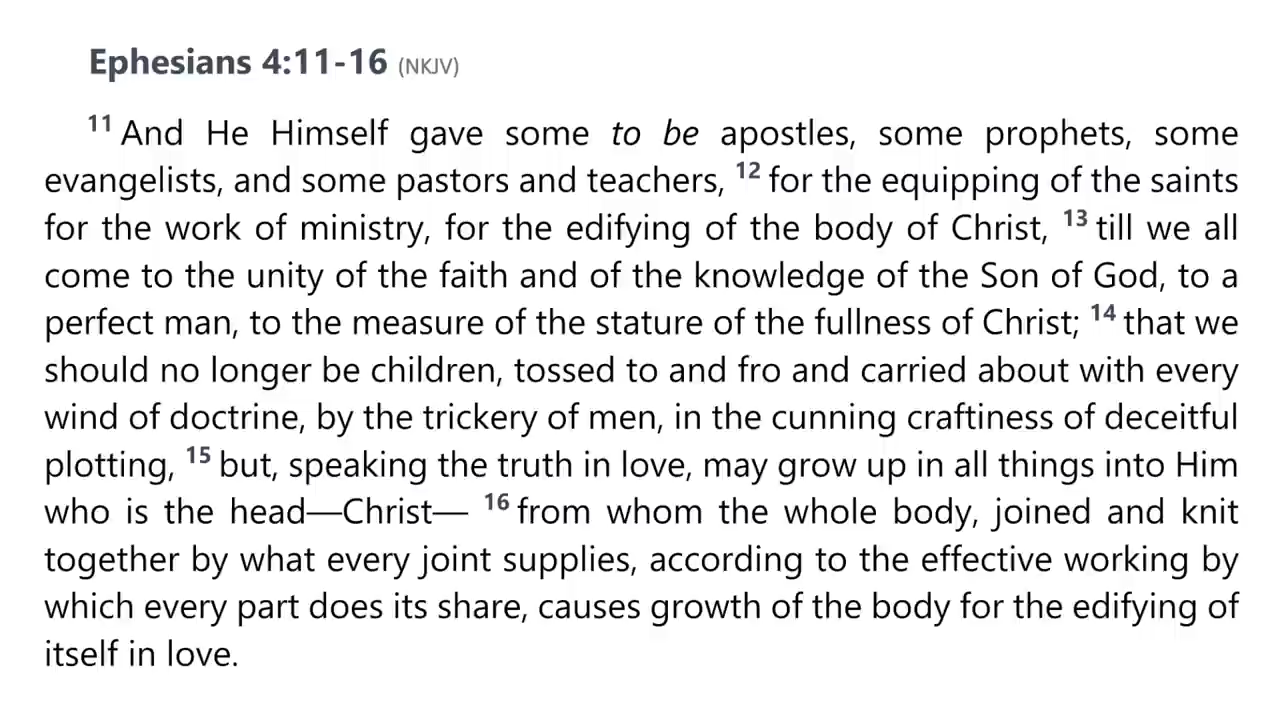 Ephesians 4:11-16 (NKJV)
11 And He Himself gave some to be apostles, some prophets, some
evangelists, and some pastors and teachers, 12 for the equipping of the saints
for the work of ministry, for the edifying of the body of Christ, 13 till we all
come to the unity of the faith and of the knowledge of the Son of God, to a
perfect man, to the measure of the stature of the fullness of Christ; 14 that we
should no longer be children, tossed to and fro and carried about with every
wind of doctrine, by the trickery of men, in the cunning craftiness of deceitful
plotting, 15 but, speaking the truth in love, may grow up in all things into Him
who is the head—Christ— 16 from whom the whole body, joined and knit
together by what every joint supplies, according to the effective working by
which every part does its share, causes growth of the body for the edifying of
itself in love.